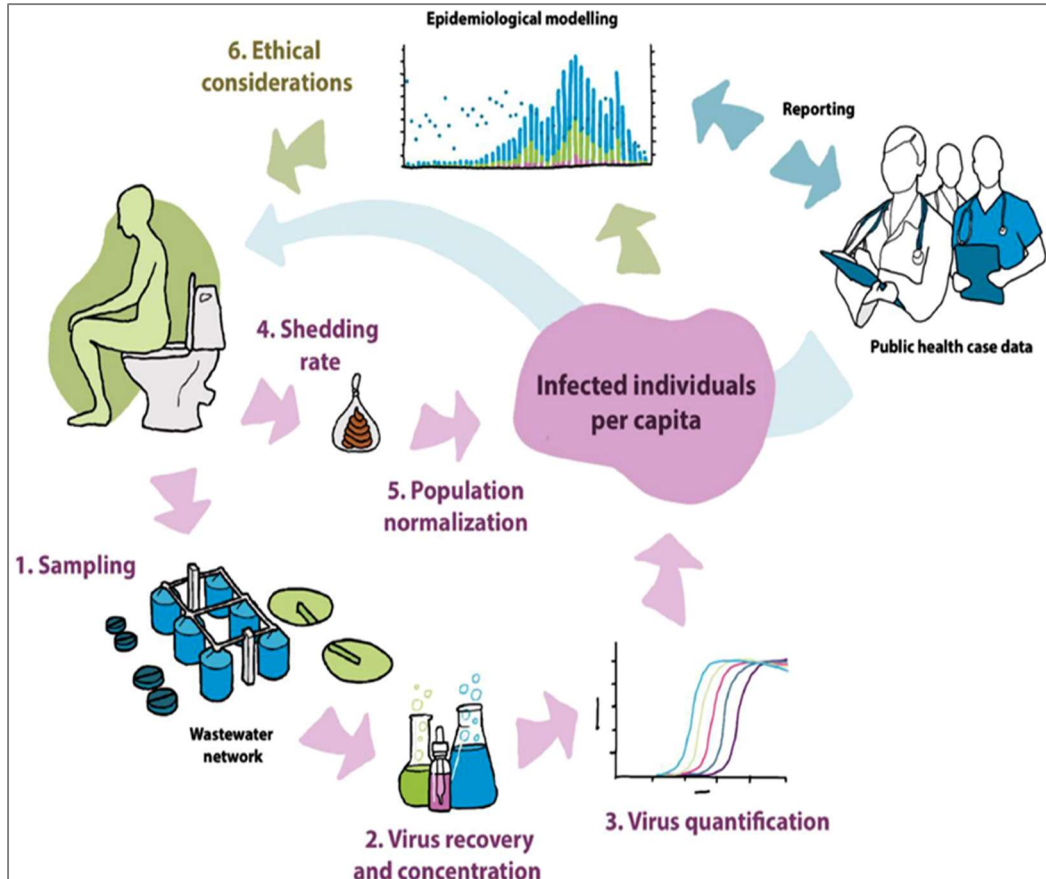 Epidemiological modelling
6. Ethical
considerations
Reporting
Public health case data
4. Shedding
rate
Infected individuals
per capita
5. Population
normalization
1. Sampling
Wastewater
network
2. Virus recovery
and concentration
3. Virus quantification